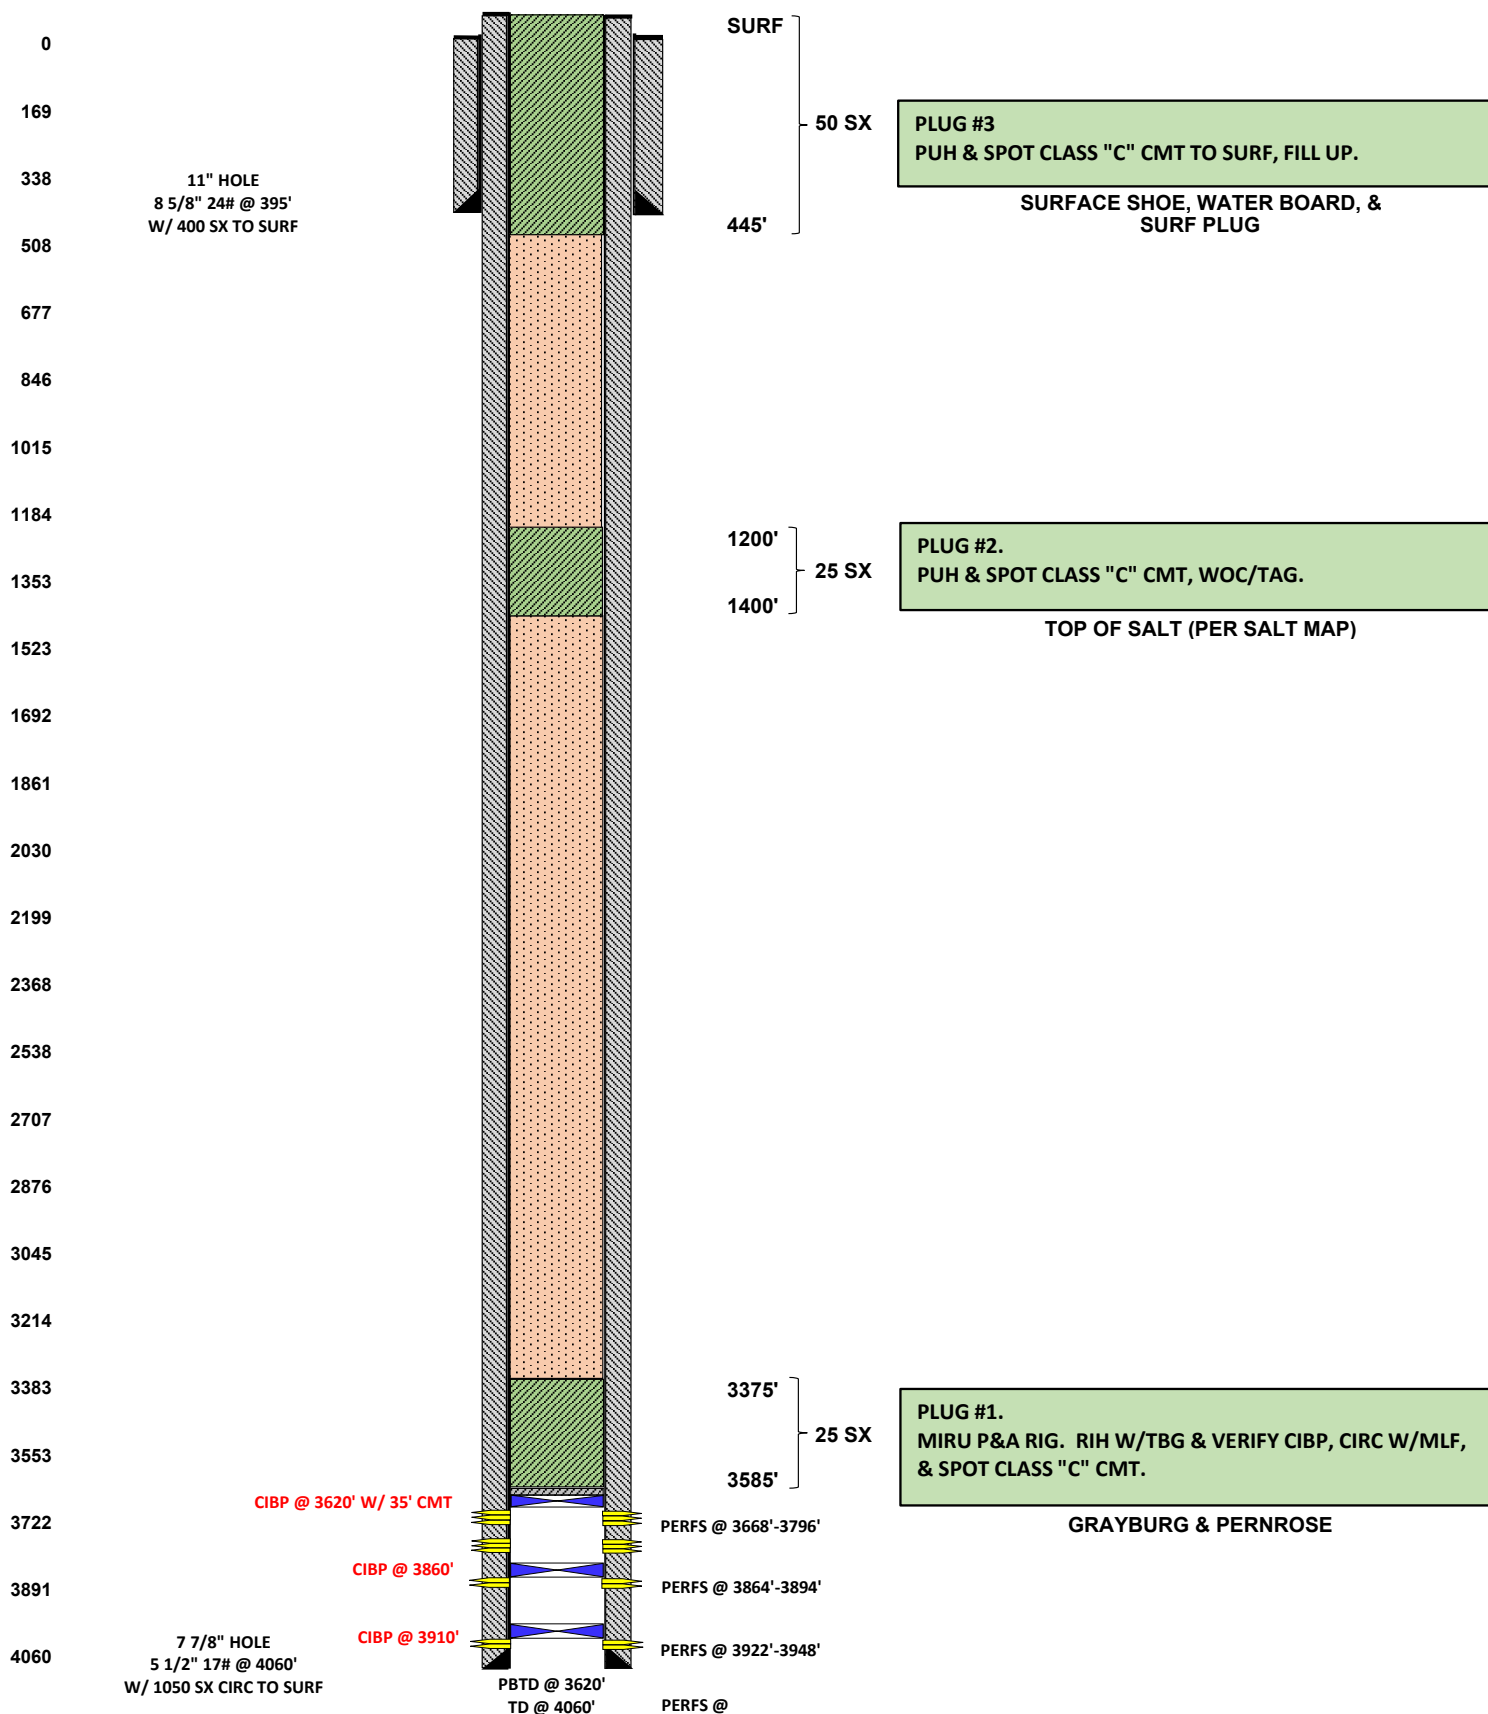 SURF
0
169
50 SX
PLUG #3
PUH & SPOT CLASS "C" CMT TO SURF, FILL UP.
338
11" HOLE
8 5/8" 24# @ 395'
W/ 400 SX TO SURF
SURFACE SHOE, WATER BOARD, &
SURF PLUG
445'
508
677
846
1015
1184
1200'
25 SX
1400'
PLUG #2.
PUH & SPOT CLASS "C" CMT, WOC/TAG.
TOP OF SALT (PER SALT MAP)
1353
1523
1692
1861
2030
2199
2368
2538
2707
2876
3045
3214
3383
3375'
25 SX
3585'
PLUG #1.
MIRU P&A RIG.  RIH W/TBG & VERIFY CIBP, CIRC W/MLF,
& SPOT CLASS "C" CMT.
GRAYBURG & PERNROSE
3553
CIBP @ 3620' W/ 35' CMT
3722
PERFS @ 3668'-3796'
CIBP @ 3860'
3891
PERFS @ 3864'-3894'
CIBP @ 3910'
PERFS @ 3922'-3948'
4060
7 7/8" HOLE
5 1/2" 17# @ 4060'
W/ 1050 SX CIRC TO SURF
PBTD @ 3620'
TD @ 4060'
PERFS @